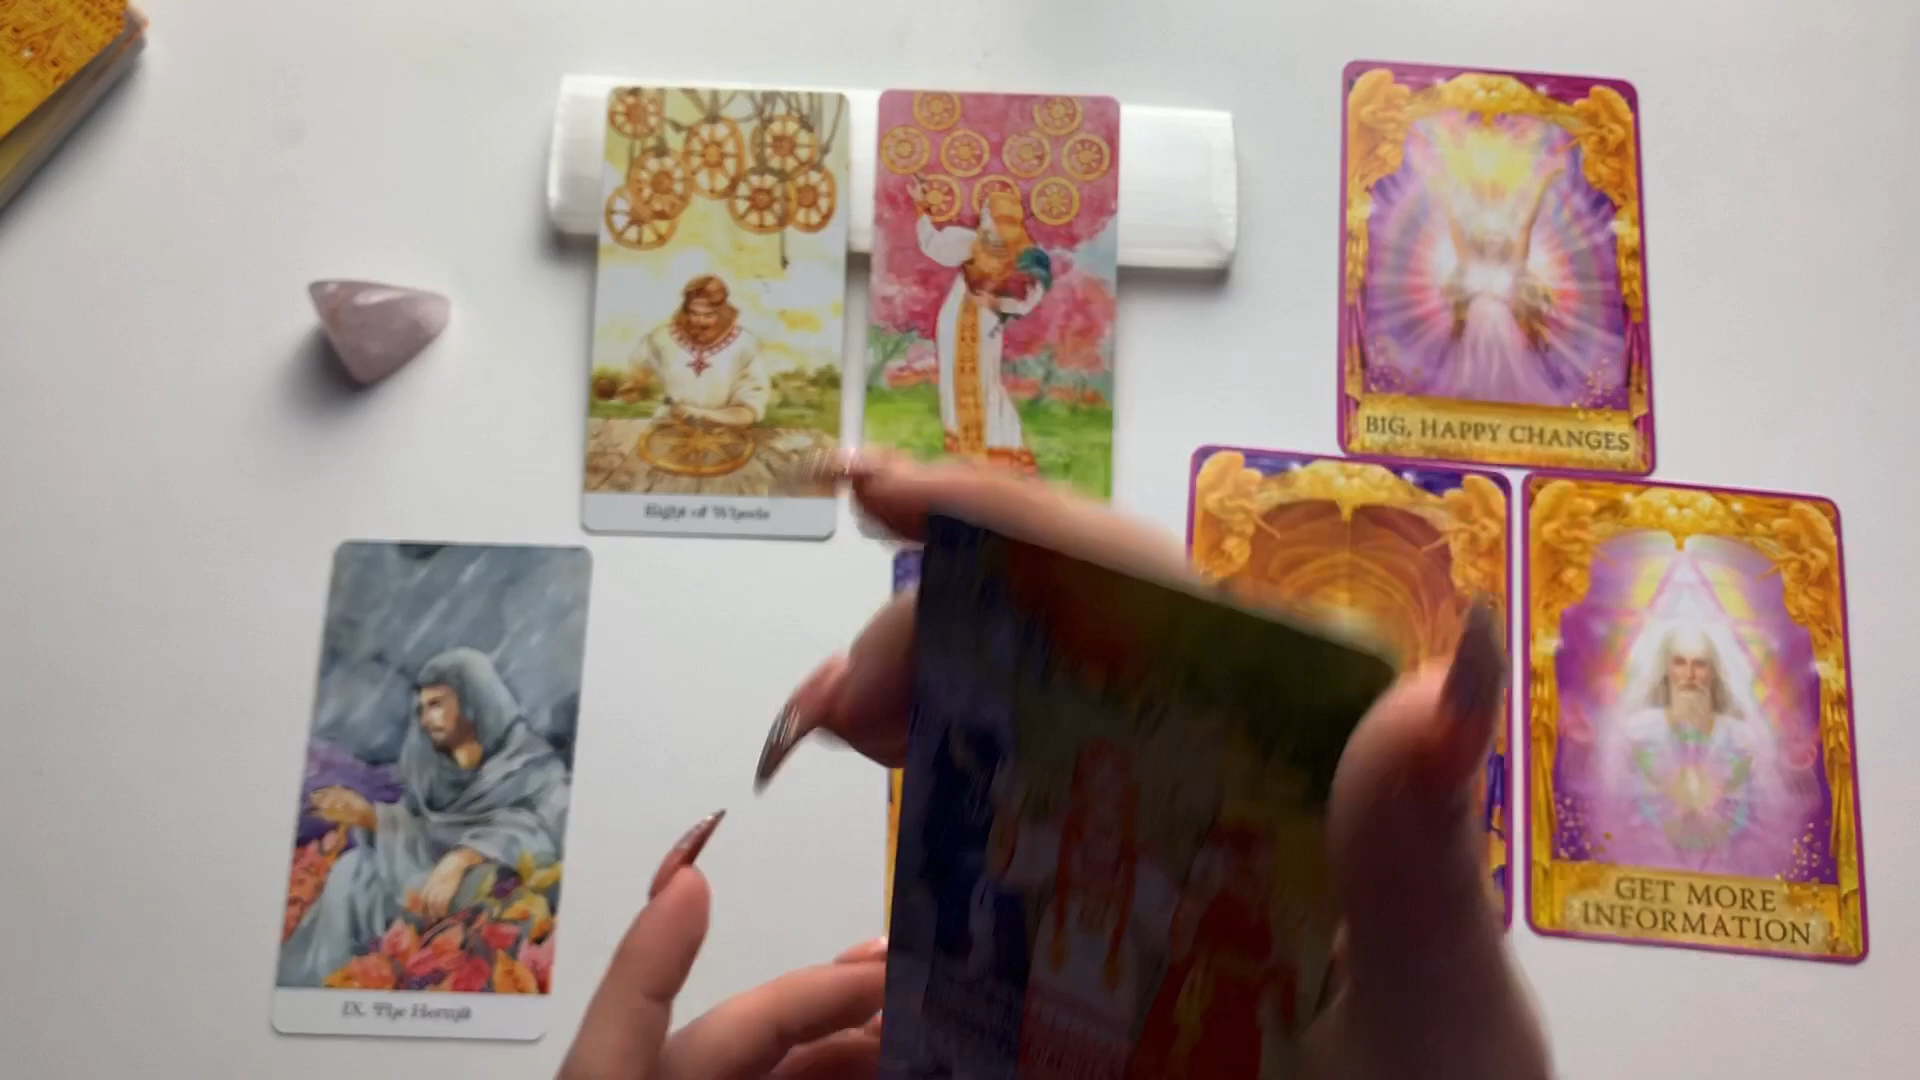 BIG, HAPPY CHANGES
Eight of Wheels
GET MORE
INFORMATION
IX. The Hermit